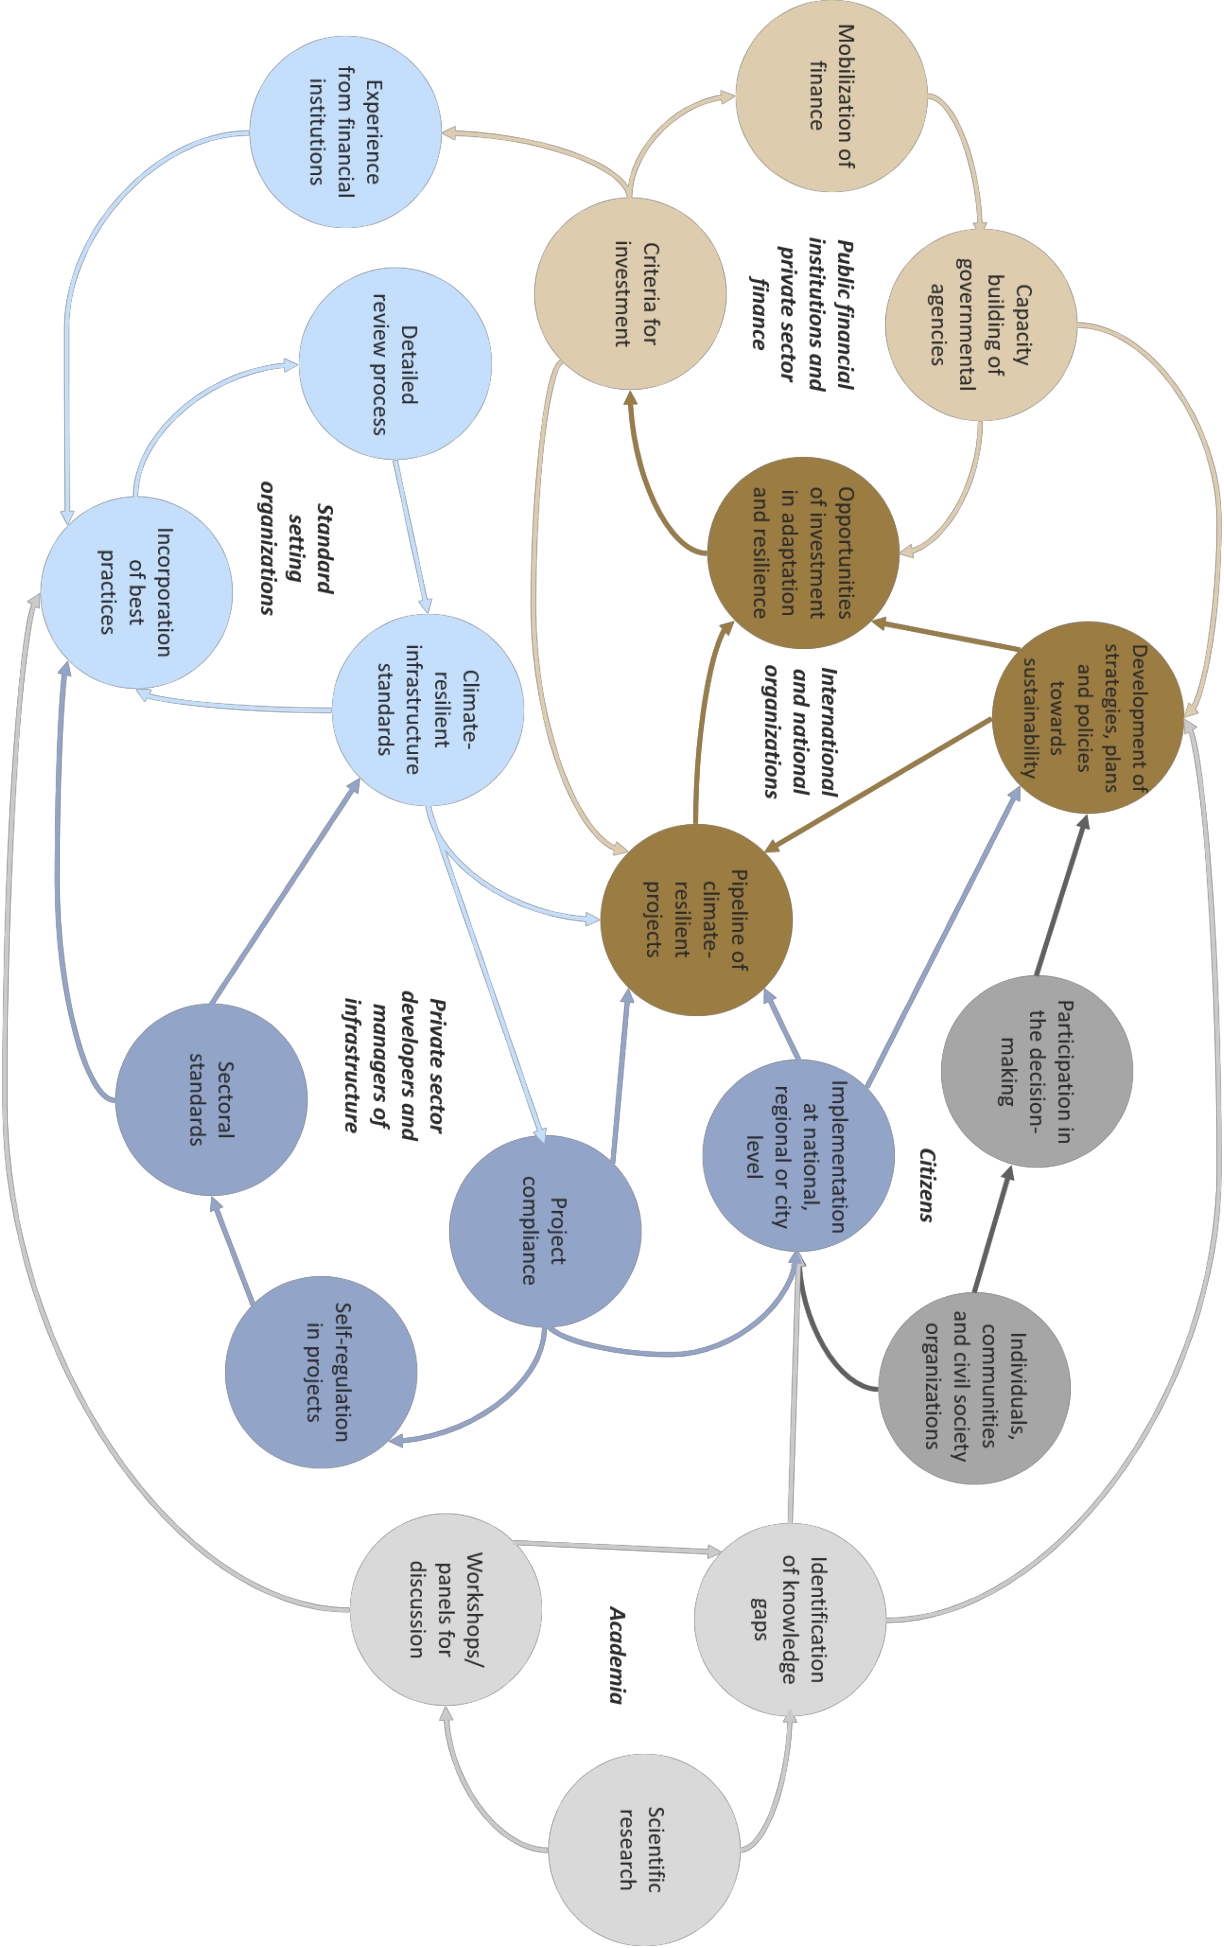 Mobilization of
finance
Capacity
building of
governmental
agencies
Public financial
institutions and
private sector
finance
Criteria for
investment
Experience
from financial
institutions
Detailed
review process
Standard
setting
organizations
Incorporation
of best
practices
Climate-
resilient
infrastructure
standards
Opportunities
of investment
in adaptation
and resilience
International
and national
organizations
Development of
strategies, plans
and policies
towards
sustainability
Pipeline of
climate-
resilient
projects
Participation in
the decision-
making
Citizens
Individuals,
communities
and civil society
organizations
Implementation
at national,
regional or city
level
Private sector
developers and
managers of
infrastructure
Project
compliance
Sectoral
standards
Self-regulation
in projects
Identification
of knowledge
gaps
Academia
Workshops/
panels for
discussion
Scientific
research